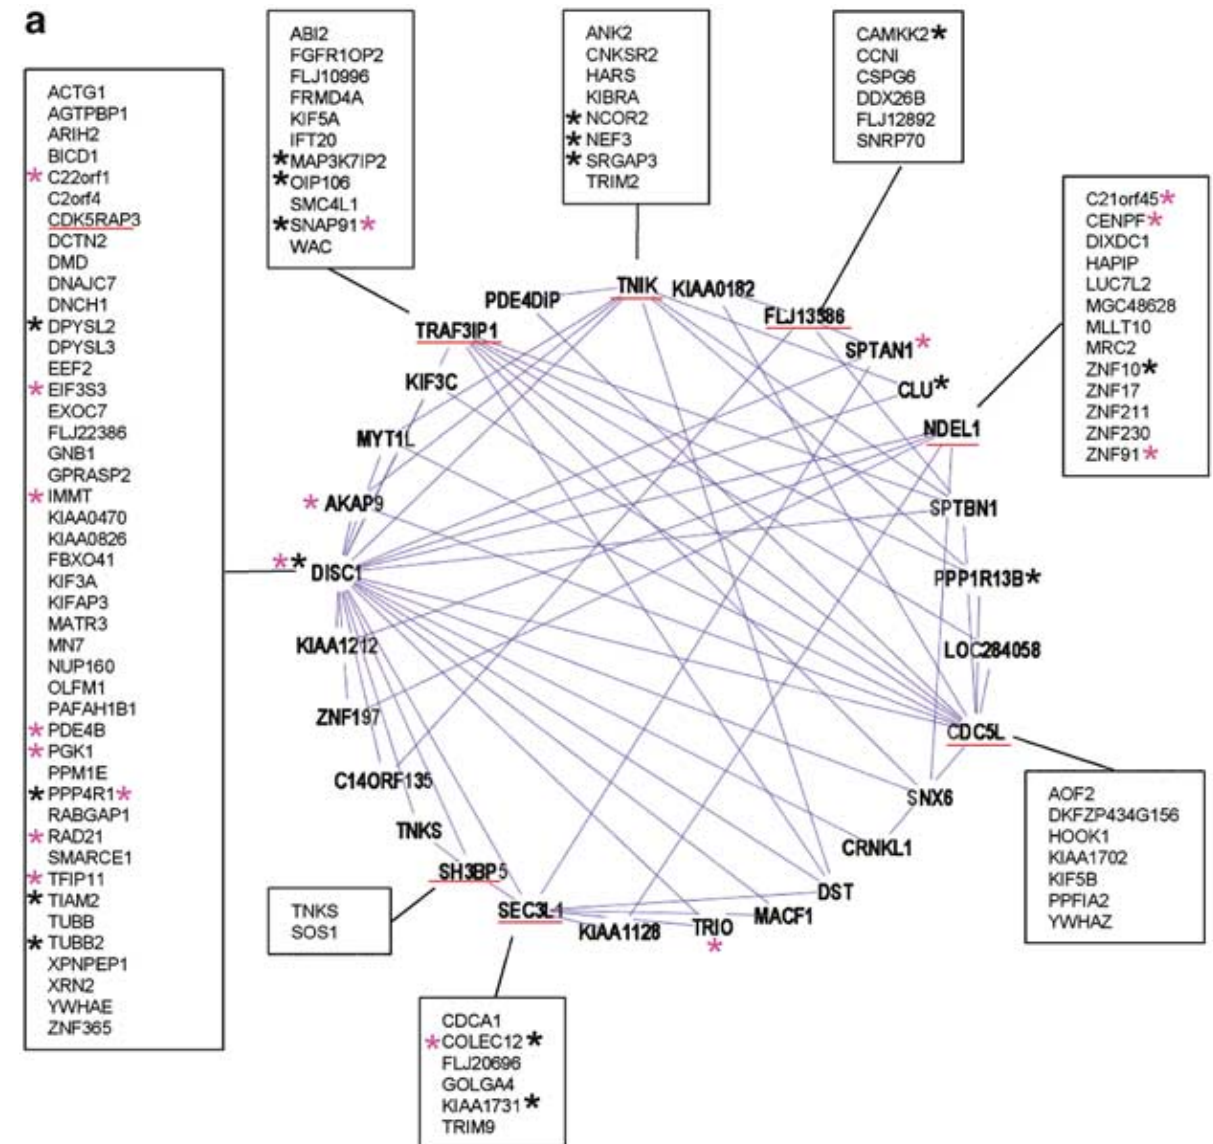 a
ABI2
FGFR1OP2
FLJ10996
FRMD4A
KIF5A
IFT20
*MAP3K7IP2
*OIP106
SMC4L1
*SNAP91*
WAC
ANK2
CNKSR2
HARS
KIBRA
*NCOR2
*NEF3
*SRGAP3
TRIM2
CAMKK2*
CCNI
CSPG6
DDX26B
FLJ12892
SNRP70
ACTG1
AGTPBP1
ARIH2
BICD1
*C22orf1
C2orf4
CDK5RAP3
DCTN2
DMD
DNAJC7
DNCH1
*DPYSL2
DPYSL3
EEF2
*EIF3S3
EXOC7
FLJ22386
GNB1
GPRASP2
*IMMT
KIAA0470
KIAA0826
FBXO41
KIF3A
KIFAP3
MATR3
MN7
NUP160
OLFM1
PAFAH1B1
*PDE4B
*PGK1
PPM1E
*PPP4R1*
RABGAP1
*RAD21
SMARCE1
*TFIP11
*TIAM2
TUBB
*TUBB2
XPNPEP1
XRN2
YWHAE
ZNF365
C21orf45*
CENPF*
DIXDC1
HAPIP
LUC7L2
MGC48628
MLLT10
MRC2
ZNF10*
ZNF17
ZNF211
ZNF230
ZNF91*
TNIK
KIAA0182
PDE4DIP
FLJ13386
TRAF3IP1
SPTAN1*
KIF3C
CLU*
MYT1L
NDEL1
*AKAP9
SPTBN1
**DISC1
PPP1R13B*
KIAA1212
LOC284058
ZNF197
CDC5L
C14ORF135
SNX6
TNKS
CRNKL1
SH3BP5
DST
SEC3L1
MACF1
KIAA1128
TRIO
*
AOF2
DKFZP434G156
HOOK1
KIAA1702
KIF5B
PPFIA2
YWHAZ
TNKS
SOS1
CDCA1
*COLEC12*
FLJ20696
GOLGA4
KIAA1731*
TRIM9